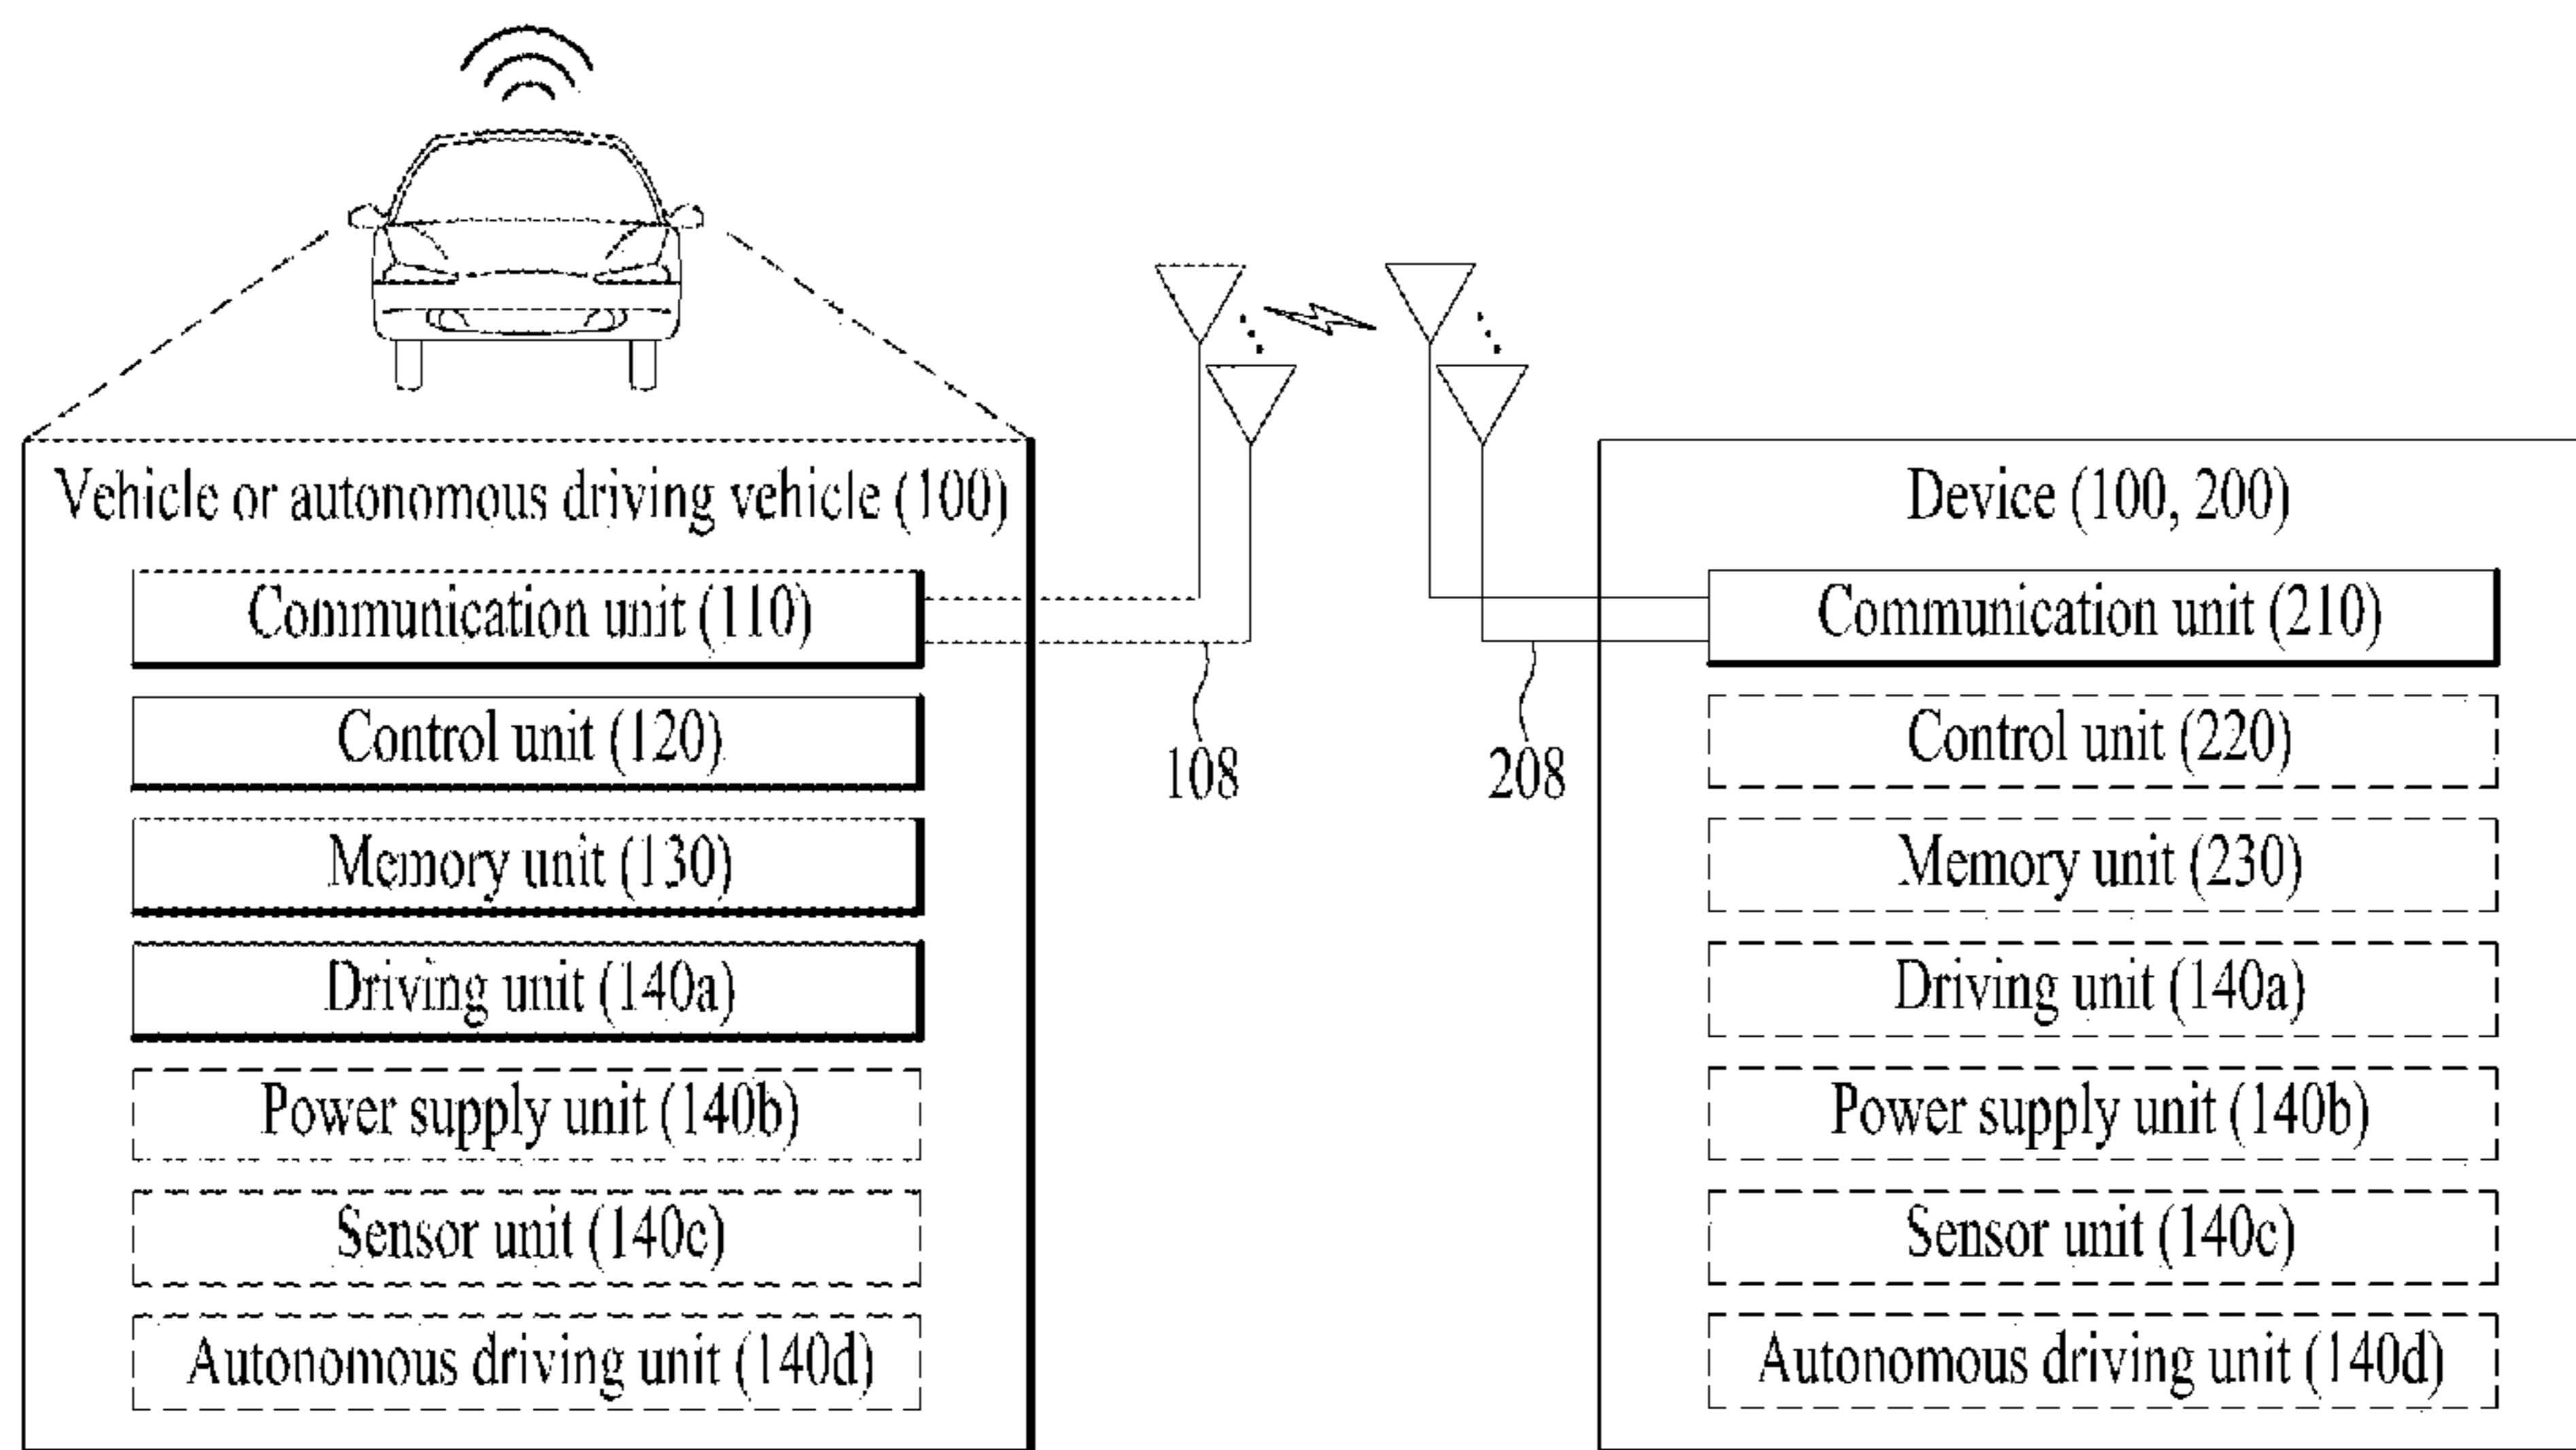 Vehicle or autonomous driving vehicle (100)
Communication unit (110)
Control unit (120)
Memory unit (130)
Driving unit (140a)
Power supply unit (140b)
Sensor unit (140c)
Autonomous driving unit (140d)
108
208
Device (100, 200)
Communication unit (210)
Control unit (220)
Memory unit (230)
Driving unit (140a)
Power supply unit (140b)
Sensor unit (140c)
Autonomous driving unit (140d)